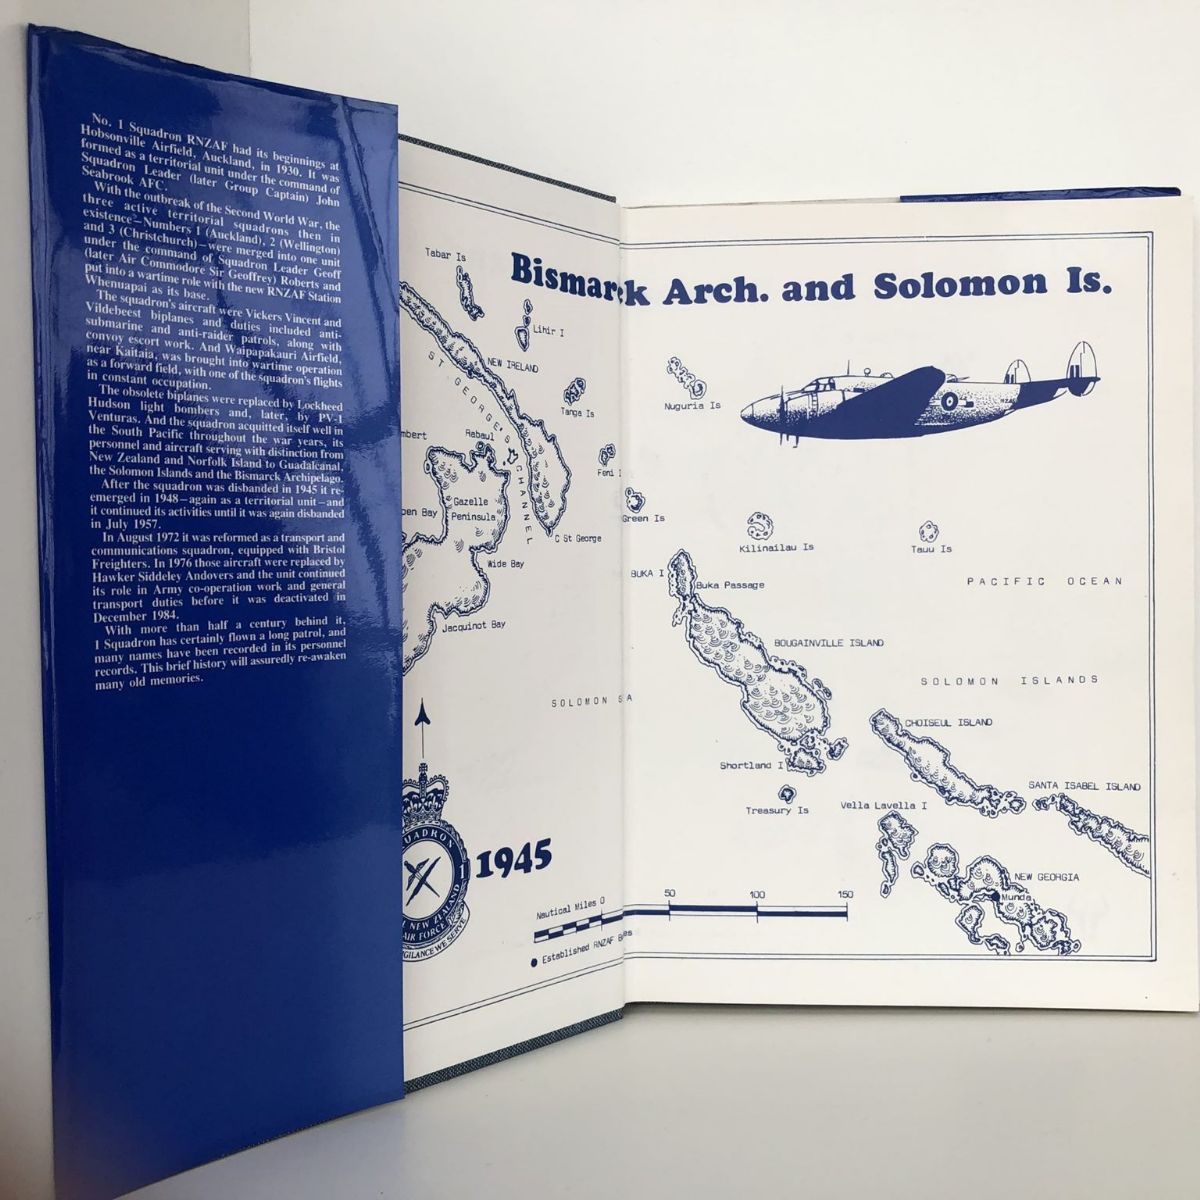 No. 1 Squadron RNZAF had its beginnings at
Hobsonville Airfield, Auckland, in 1930. It was
formed as a territorial unit under the command of
Squadron Leader (later Group Captain) John
Seabrook AFC.
With the outbreak of the Second World War, the
three active territorial squadrons then in
existence—Numbers 1 (Auckland), 2 (Wellington)
and 3 (Christchurch)—were merged into one unit
under the command of Squadron Leader Geoff
(later Air Commodore Sir Geoffrey) Roberts and
put into a wartime role with the new RNZAF Station
Whenuapai as its base.
The squadron's aircraft were Vickers Vincent and
Vildebeest biplanes and duties included anti-
submarine and anti-raider patrols, along with
convoy escort work. And Waipapakauri Airfield,
near Kaitaia, was brought into wartime operation
as a forward field, with one of the squadron's flights
in constant occupation.
The obsolete biplanes were replaced by Lockheed
Hudson light bombers and, later, by PV-1
Venturas. And the squadron acquitted itself well in
the South Pacific throughout the war years, its
personnel and aircraft serving with distinction from
New Zealand and Norfolk Island to Guadalcanal,
the Solomon Islands and the Bismarck Archipelago.
After the squadron was disbanded in 1945 it re-
emerged in 1948—again as a territorial unit—and
it continued its activities until it was again disbanded
in July 1957.
In August 1972 it was reformed as a transport and
communications squadron, equipped with Bristol
Freighters. In 1976 those aircraft were replaced by
Hawker Siddeley Andovers and the unit continued
its role in Army co-operation work and general
transport duties before it was deactivated in
December 1984.
With more than half a century behind it,
1 Squadron has certainly flown a long patrol, and
many names have been recorded in its personnel
records. This brief history will assuredly re-awaken
many old memories.
Bismarck Arch. and Solomon Is.
Tabar Is
Lihir I
NEW IRELAND
ST GEORGE'S CHANNEL
Tanga Is
Nuguria Is
mbert
Rabaul
Feni I
Gazelle
Peninsula
pen Bay
Green Is
C St George
Kilinailau Is
Tauu Is
Wide Bay
BUKA I
Buka Passage
PACIFIC OCEAN
Jacquinot Bay
BOUGAINVILLE ISLAND
SOLOMON ISLANDS
SOLOMON SA
CHOISEUL ISLAND
Shortland I
SANTA ISABEL ISLAND
Treasury Is
Vella Lavella I
NEW GEORGIA
Munda
UADRON
1
NEW ZEALAND
AIR FORCE
GILANCE WE SERVE
1945
Nautical Miles 0 50 100 150
Established RNZAF Bases